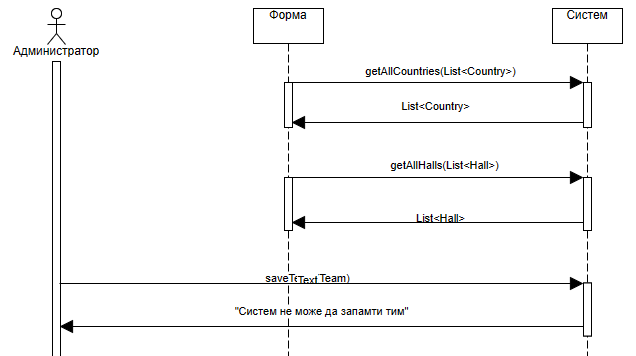 Администратор
Форма
Систем
getAllCountries(List<Country>)
List<Country>
getAllHalls(List<Hall>)
List<Hall>
Text Team)
"Систем не може да запамти тим"